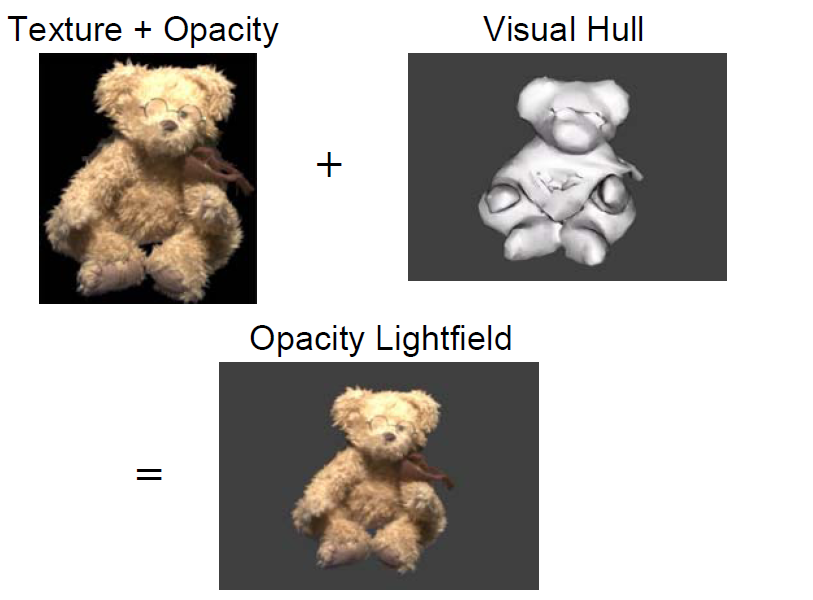 Texture + Opacity
Visual Hull
+
Opacity Lightfield
=